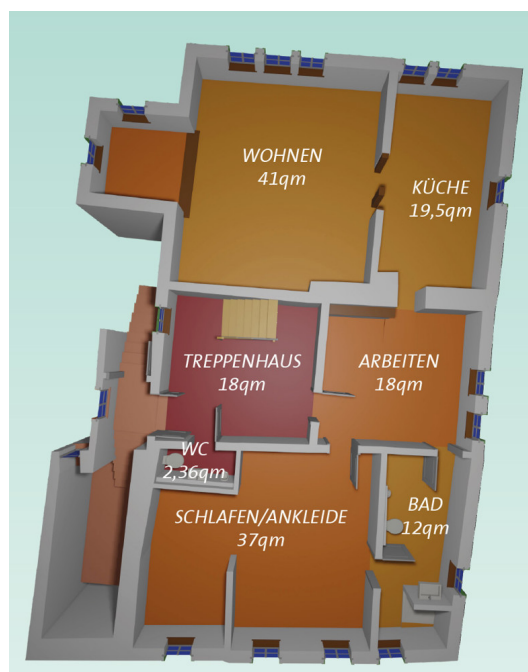 WOHNEN
41qm
KÜCHE
19,5qm
TREPPENHAUS
18qm
ARBEITEN
18qm
WC
2,36qm
SCHLAFEN/ANKLEIDE
37qm
BAD
12qm